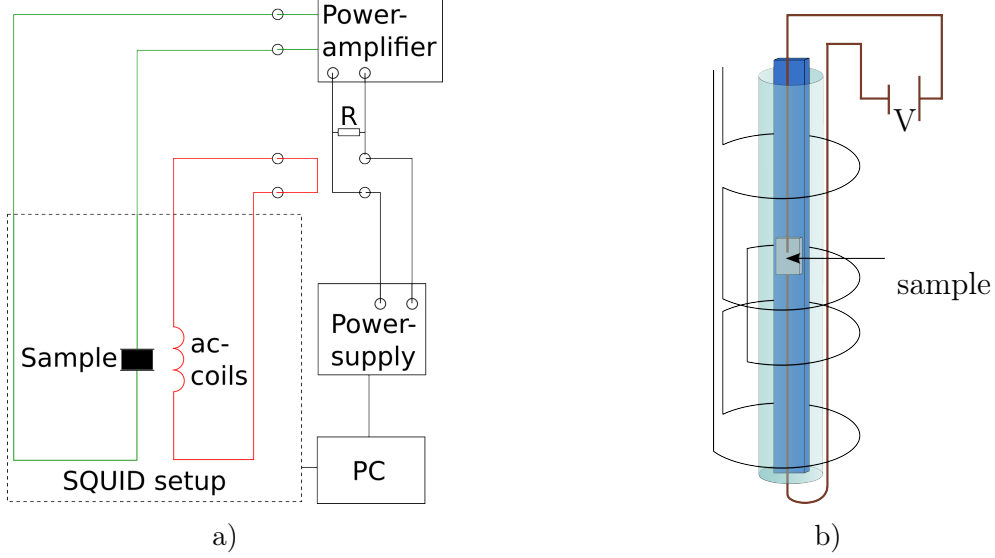 Power-
amplifier
R
Sample
ac-
coils
Power-
supply
SQUID setup
PC
a)
V
sample
b)